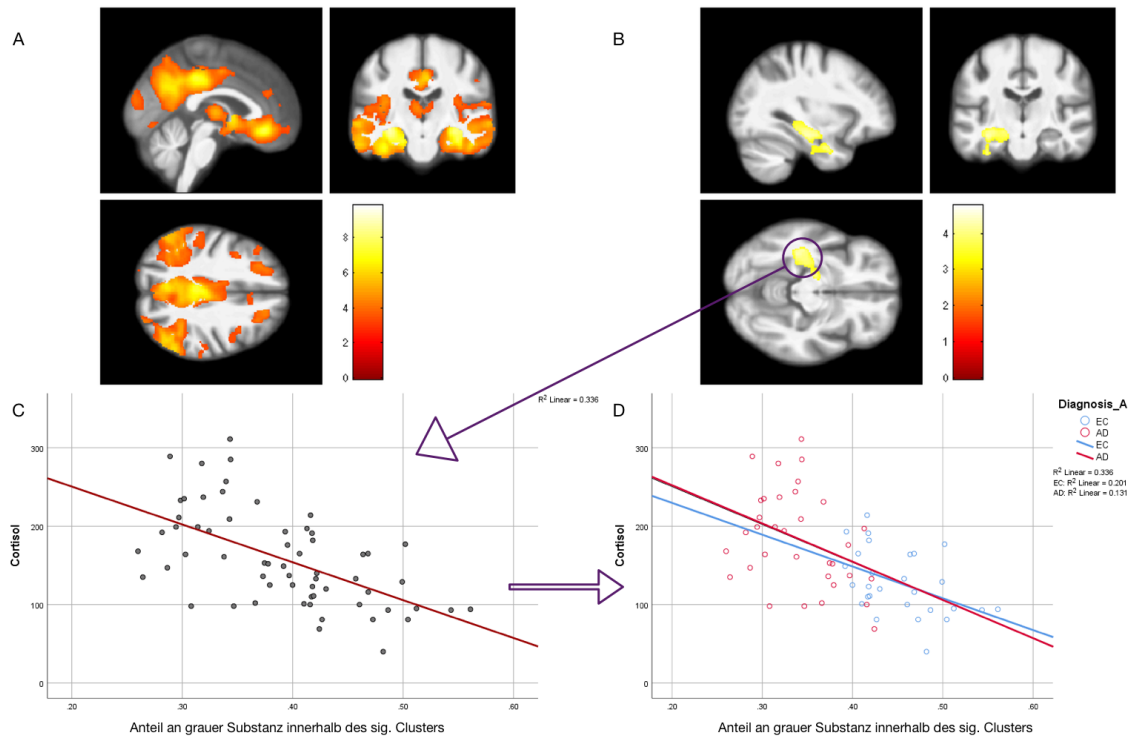 A
B
8
6
4
2
0
4
3
2
1
0
C
R² Linear = 0.336
300
200
100
0
Cortisol
.20
.30
.40
.50
.60
Anteil an grauer Substanz innerhalb des sig. Clusters
D
Diagnosis_A
EC
AD
EC
AD
R² Linear = 0.336
EC: R² Linear = 0.201
AD: R² Linear = 0.131
300
200
100
0
Cortisol
.20
.30
.40
.50
.60
Anteil an grauer Substanz innerhalb des sig. Clusters